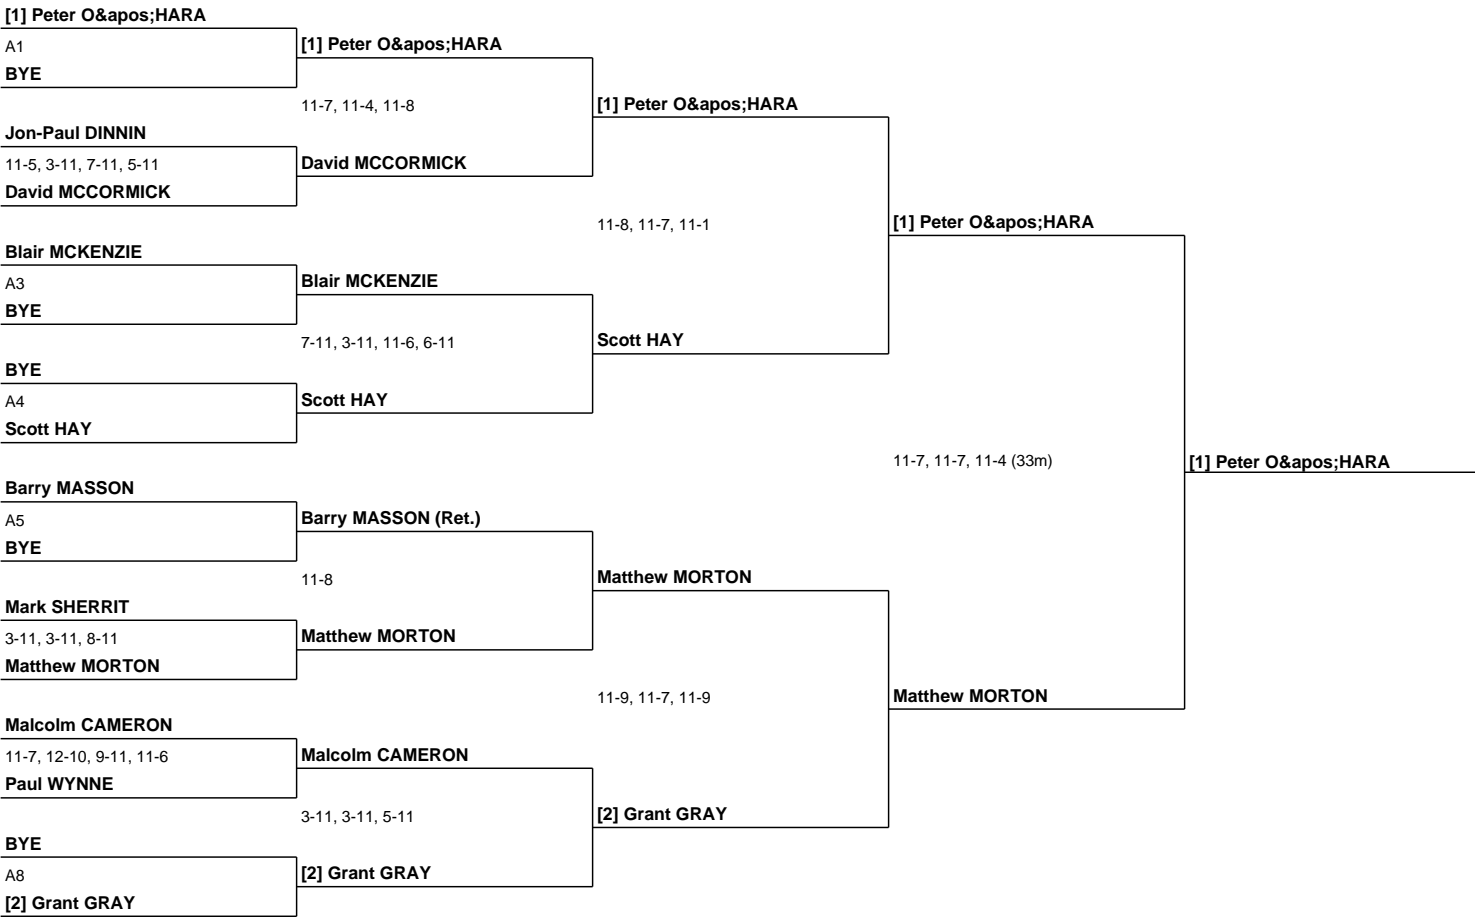 [1] Peter O&apos;HARA
A1
BYE
Jon-Paul DINNIN
11-5, 3-11, 7-11, 5-11
David MCCORMICK
Blair MCKENZIE
A3
BYE
BYE
A4
Scott HAY
Barry MASSON
A5
BYE
Mark SHERRIT
3-11, 3-11, 8-11
Matthew MORTON
Malcolm CAMERON
11-7, 12-10, 9-11, 11-6
Paul WYNNE
BYE
A8
[2] Grant GRAY
[1] Peter O&apos;HARA
11-7, 11-4, 11-8
David MCCORMICK
Blair MCKENZIE
7-11, 3-11, 11-6, 6-11
Scott HAY
Barry MASSON (Ret.)
11-8
Matthew MORTON
Malcolm CAMERON
3-11, 3-11, 5-11
[2] Grant GRAY
[1] Peter O&apos;HARA
11-8, 11-7, 11-1
Scott HAY
Matthew MORTON
11-9, 11-7, 11-9
[2] Grant GRAY
[1] Peter O&apos;HARA
11-7, 11-7, 11-4 (33m)
Matthew MORTON
[1] Peter O&apos;HARA